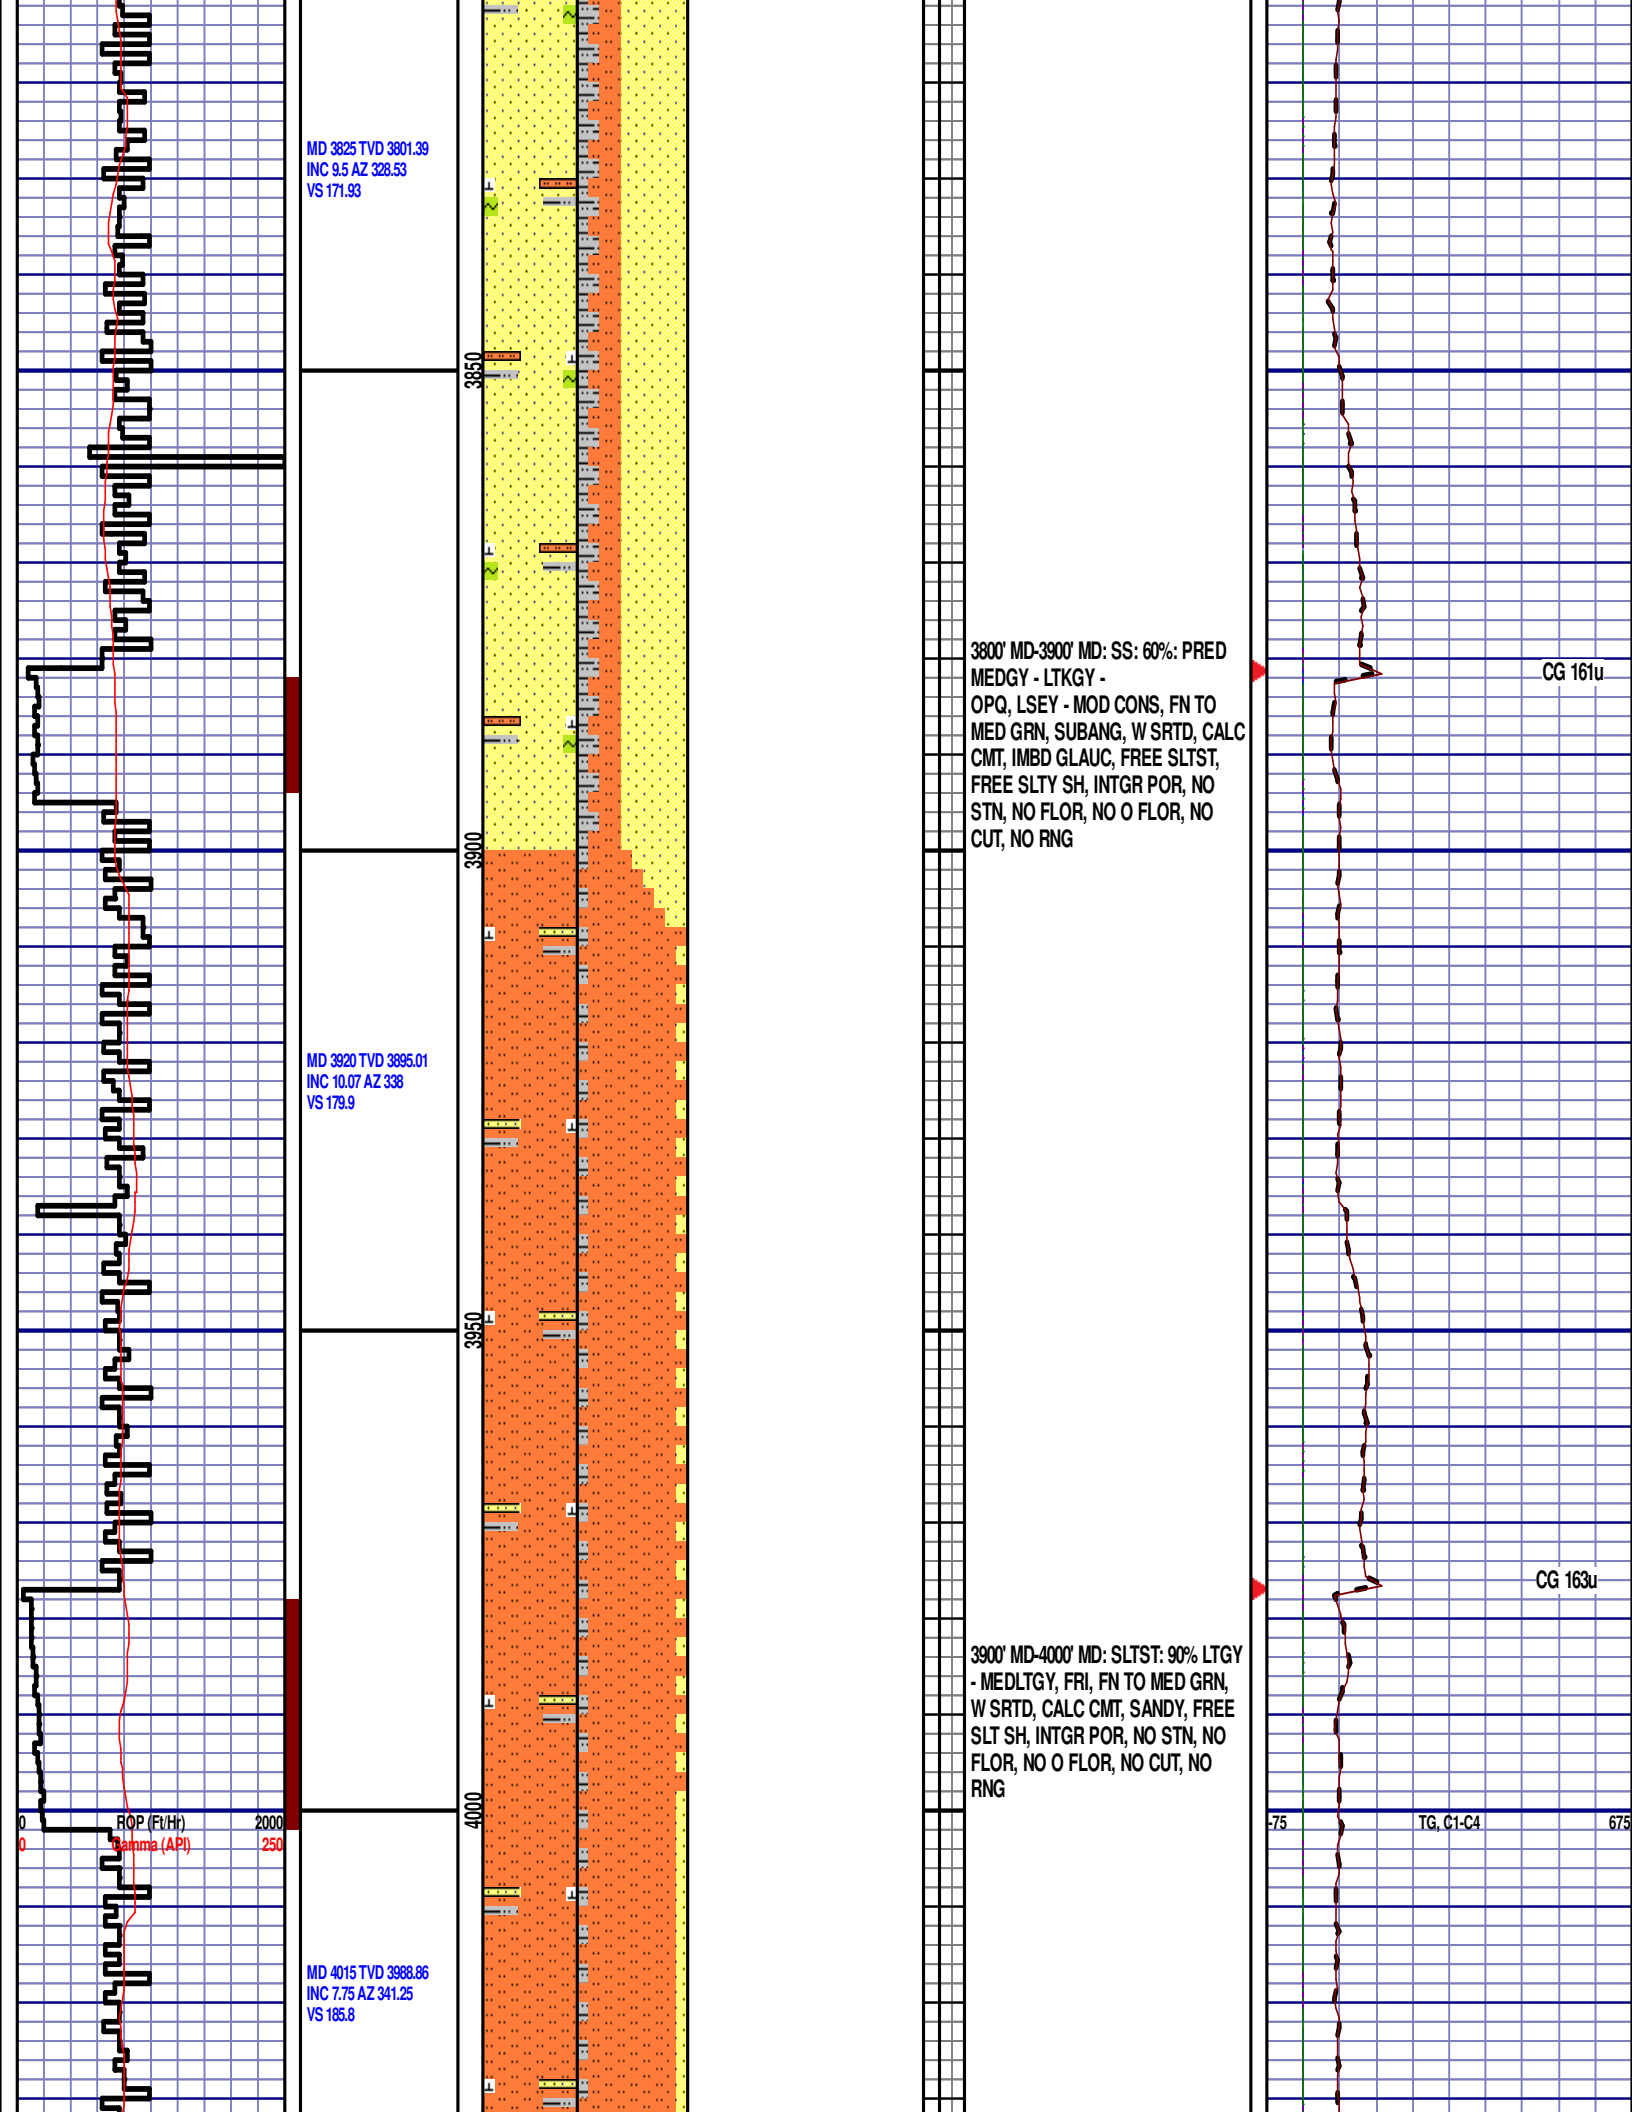 MD 3825 TVD 3801.39
INC 9.5 AZ 328.53
VS 171.93
3850
3800' MD-3900' MD: SS: 60%: PRED
MEDGY - LTKGY -
OPQ, LSEY - MOD CONS, FN TO
MED GRN, SUBANG, W SRTD, CALC
CMT, IMBD GLAUC, FREE SLTST,
FREE SLTY SH, INTGR POR, NO
STN, NO FLOR, NO O FLOR, NO
CUT, NO RNG
CG 161u
3900
MD 3920 TVD 3895.01
INC 10.07 AZ 338
VS 179.9
3950
CG 163u
3900' MD-4000' MD: SLTST: 90% LTGY
- MEDLTGY, FRI, FN TO MED GRN,
W SRTD, CALC CMT, SANDY, FREE
SLT SH, INTGR POR, NO STN, NO
FLOR, NO O FLOR, NO CUT, NO
RNG
4000
0 ROP (Ft/Hr) 2000
0 Gamma (API) 250
-75 TG, C1-C4 675
MD 4015 TVD 3988.86
INC 7.75 AZ 341.25
VS 185.8